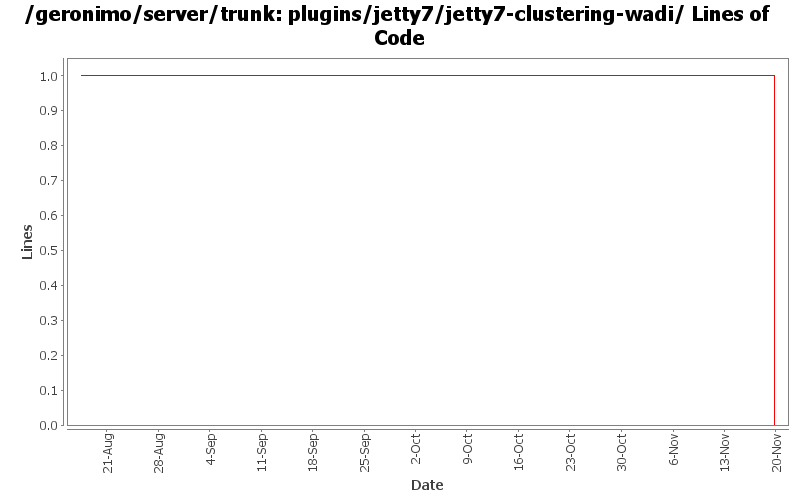 /geronimo/server/trunk: plugins/jetty7/jetty7-clustering-wadi/ Lines of
Code
1.0
0.9
0.8
0.7
0.6
0.5
0.4
0.3
0.2
0.1
0.0
Lines
21-Aug
28-Aug
4-Sep
11-Sep
18-Sep
25-Sep
2-Oct
9-Oct
16-Oct
23-Oct
30-Oct
6-Nov
13-Nov
20-Nov
Date